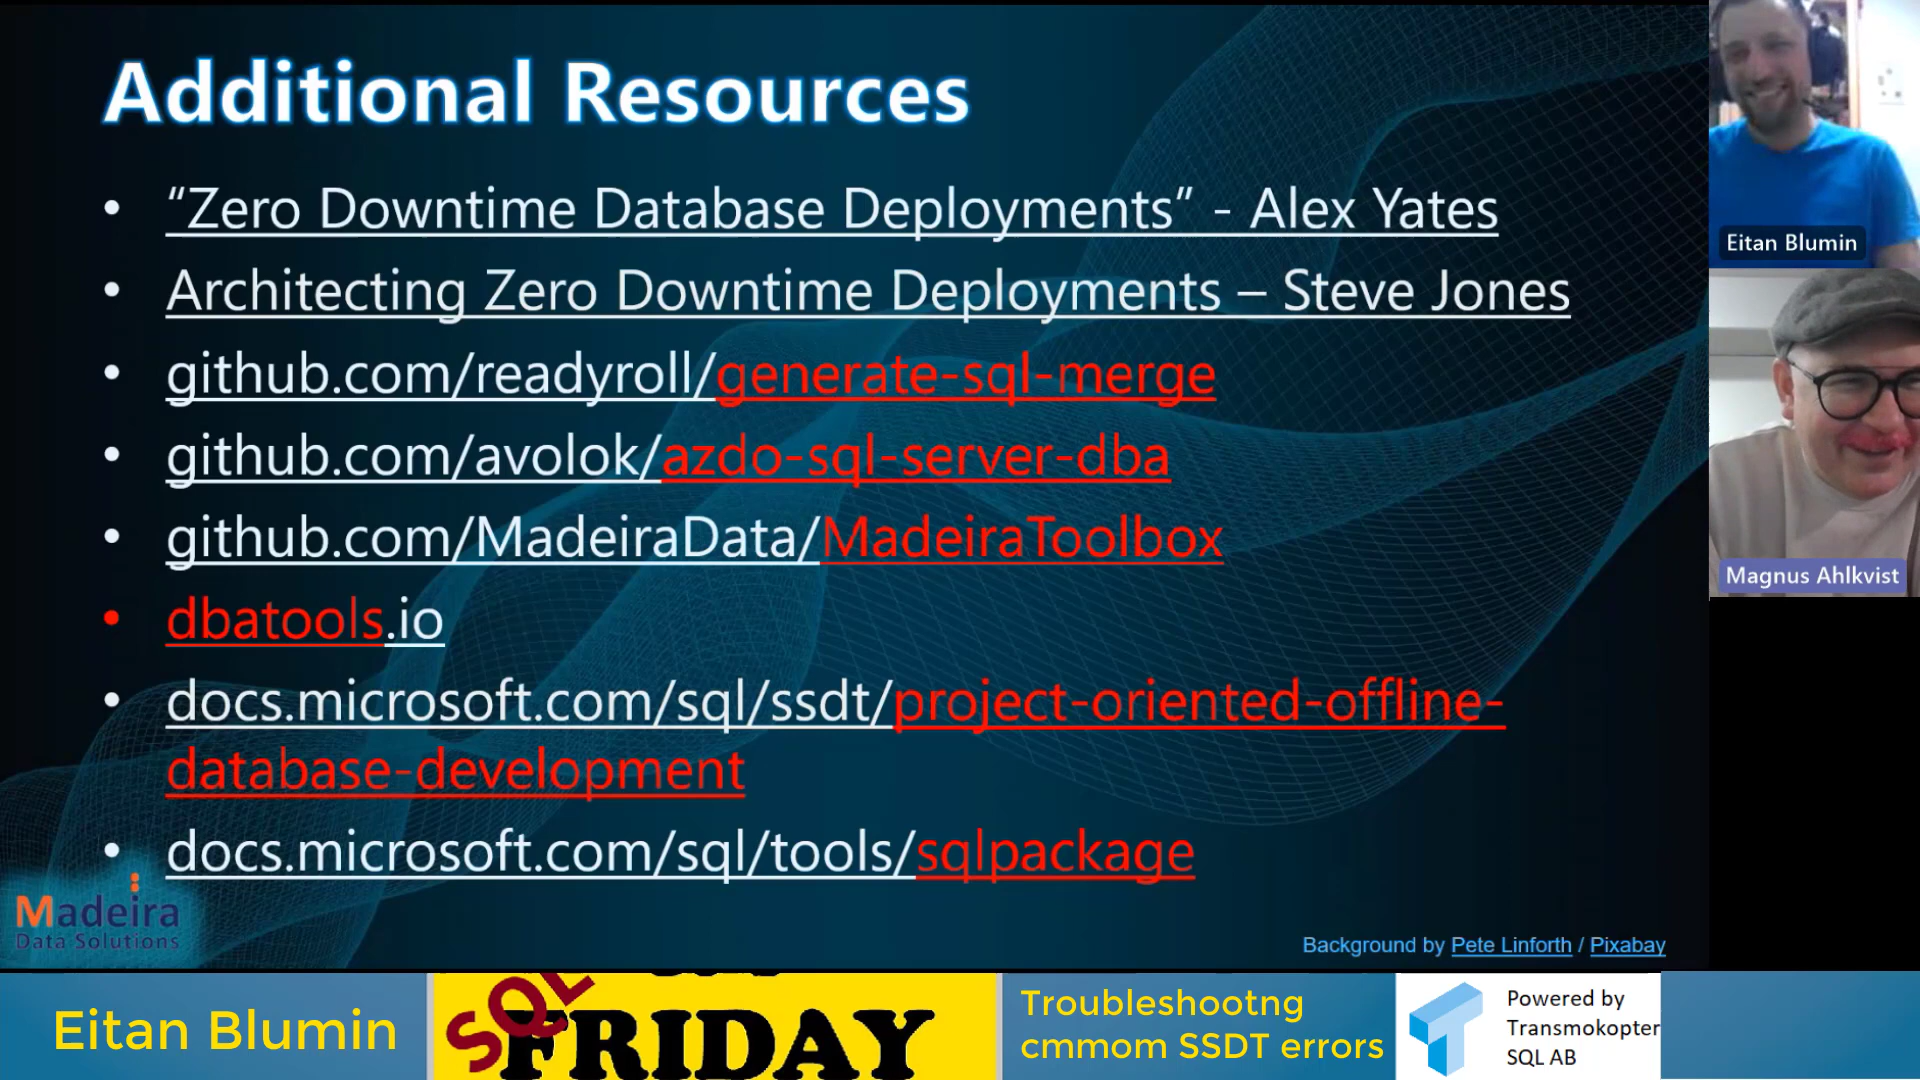 Additional Resources
• “Zero Downtime Database Deployments” - Alex Yates
• Architecting Zero Downtime Deployments – Steve Jones
• github.com/readyroll/generate-sql-merge
• github.com/avolok/azdo-sql-server-dba
• github.com/MadeiraData/MadeiraToolbox
• dbatools.io
• docs.microsoft.com/sql/ssdt/project-oriented-offline-
database-development
• docs.microsoft.com/sql/tools/sqlpackage
Madeira
Data Solutions
Background by Pete Linforth / Pixabay
Eitan Blumin
Magnus Ahlkvist
Eitan Blumin
SQL
FRIDAY
Troubleshootng
cmmom SSDT errors
Powered by
Transmokopter
SQL AB